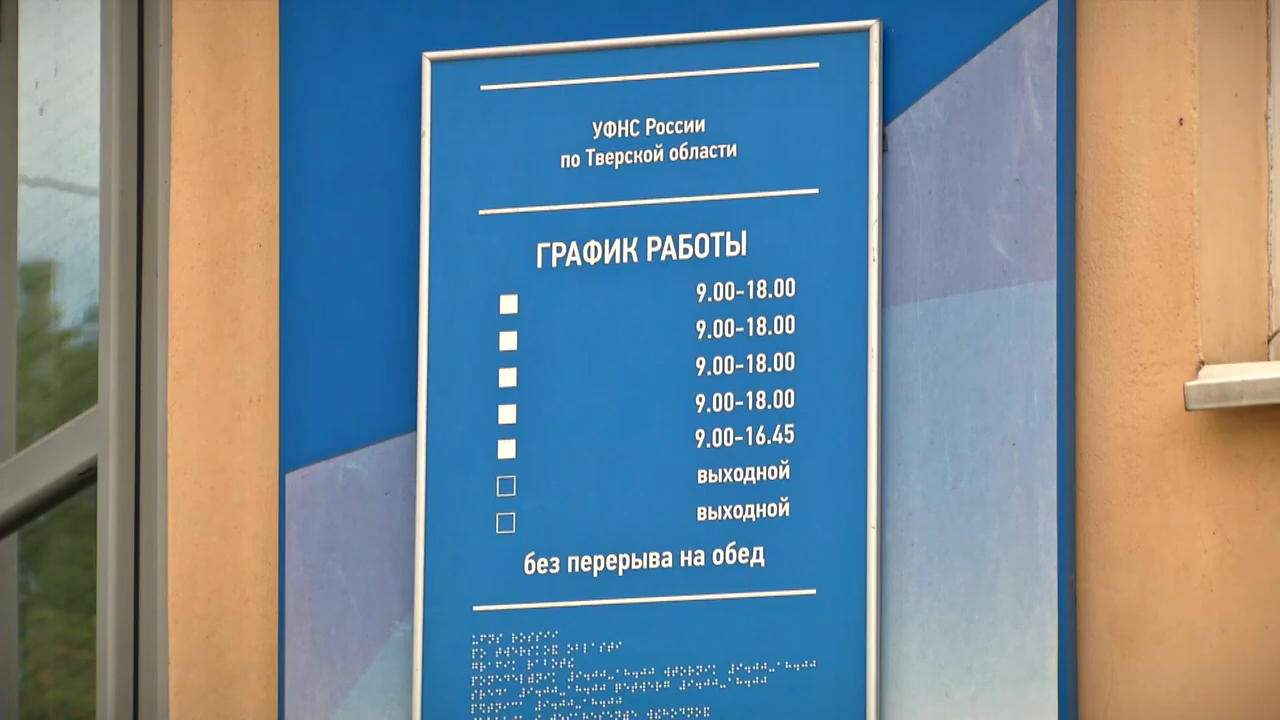 УФНС России
по Тверской области
ГРАФИК РАБОТЫ
9.00-18.00
9.00-18.00
9.00-18.00
9.00-18.00
9.00-16.45
выходной
выходной
без перерыва на обед